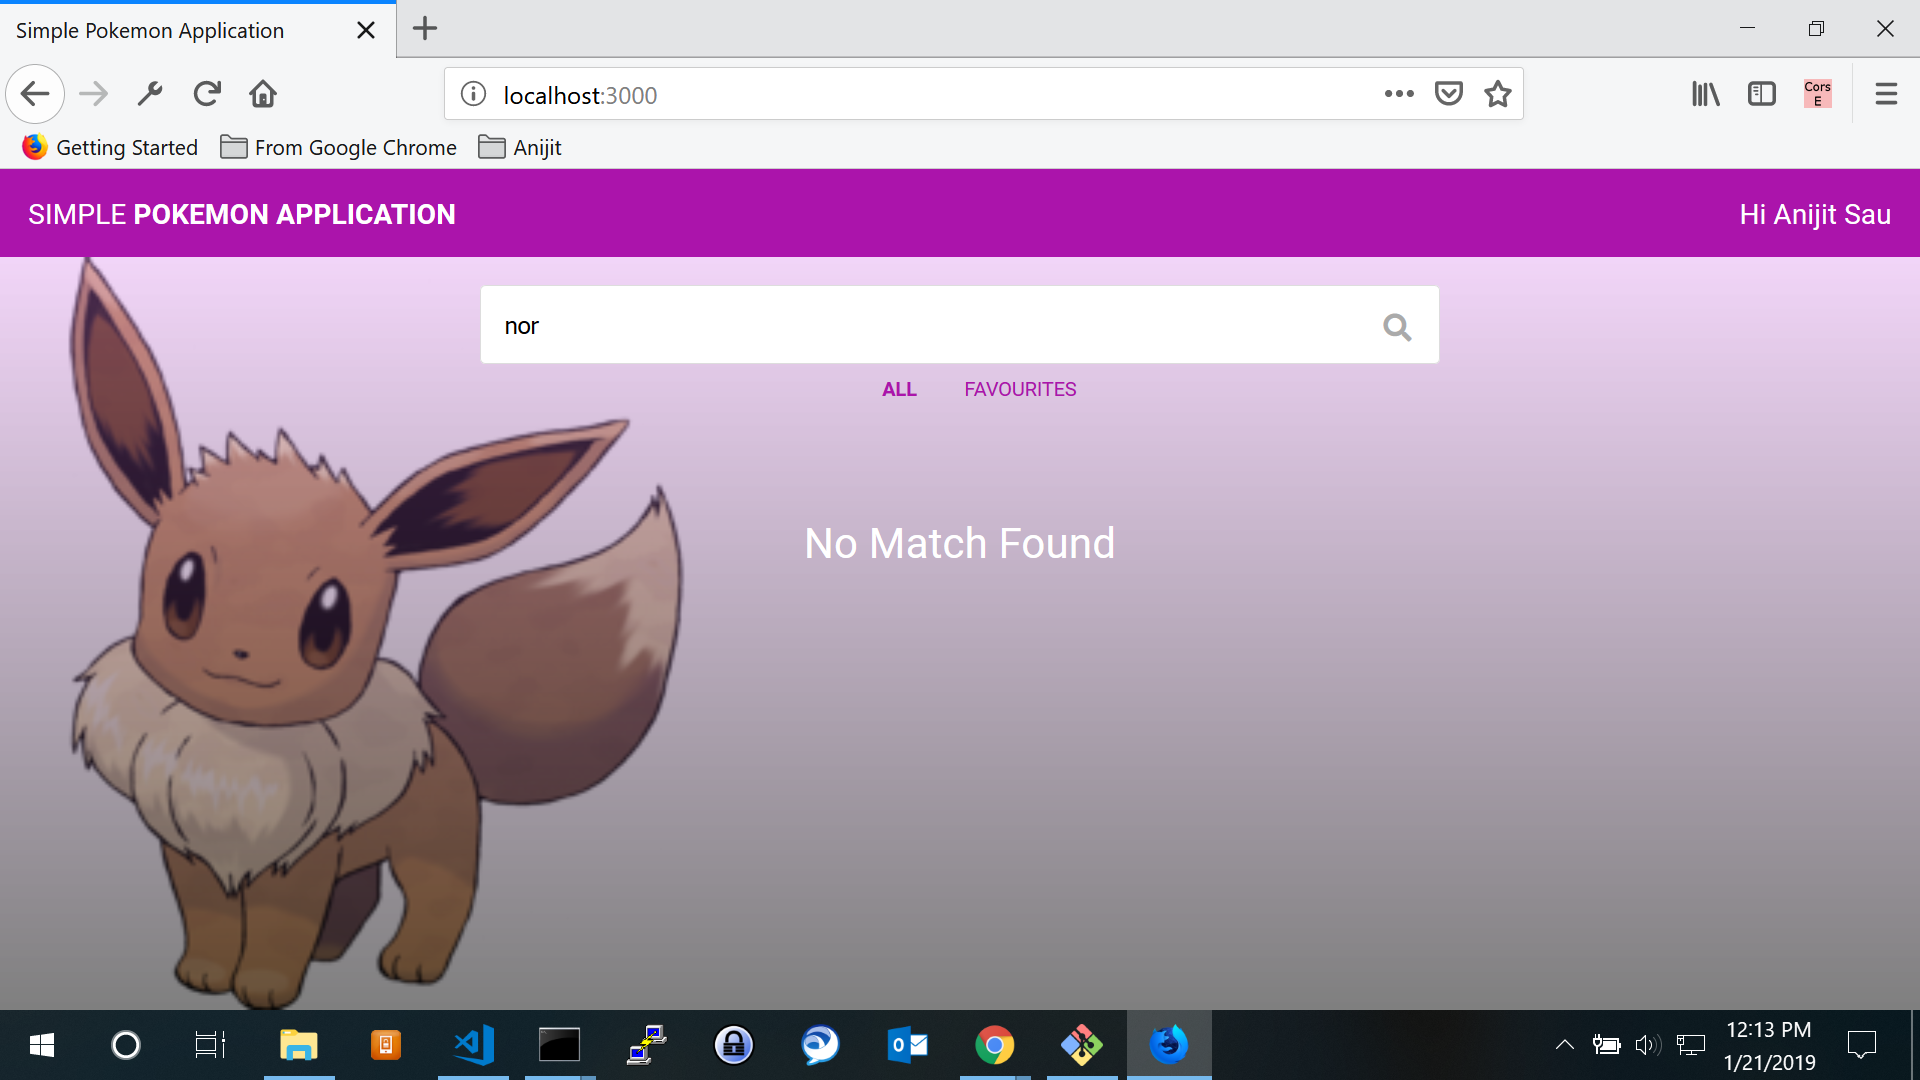 Simple Pokemon Application
localhost:3000
Cors
E
Getting Started
From Google Chrome
Anijit
SIMPLE POKEMON APPLICATION
Hi Anijit Sau
nor
ALL
FAVOURITES
No Match Found
12:13 PM
1/21/2019